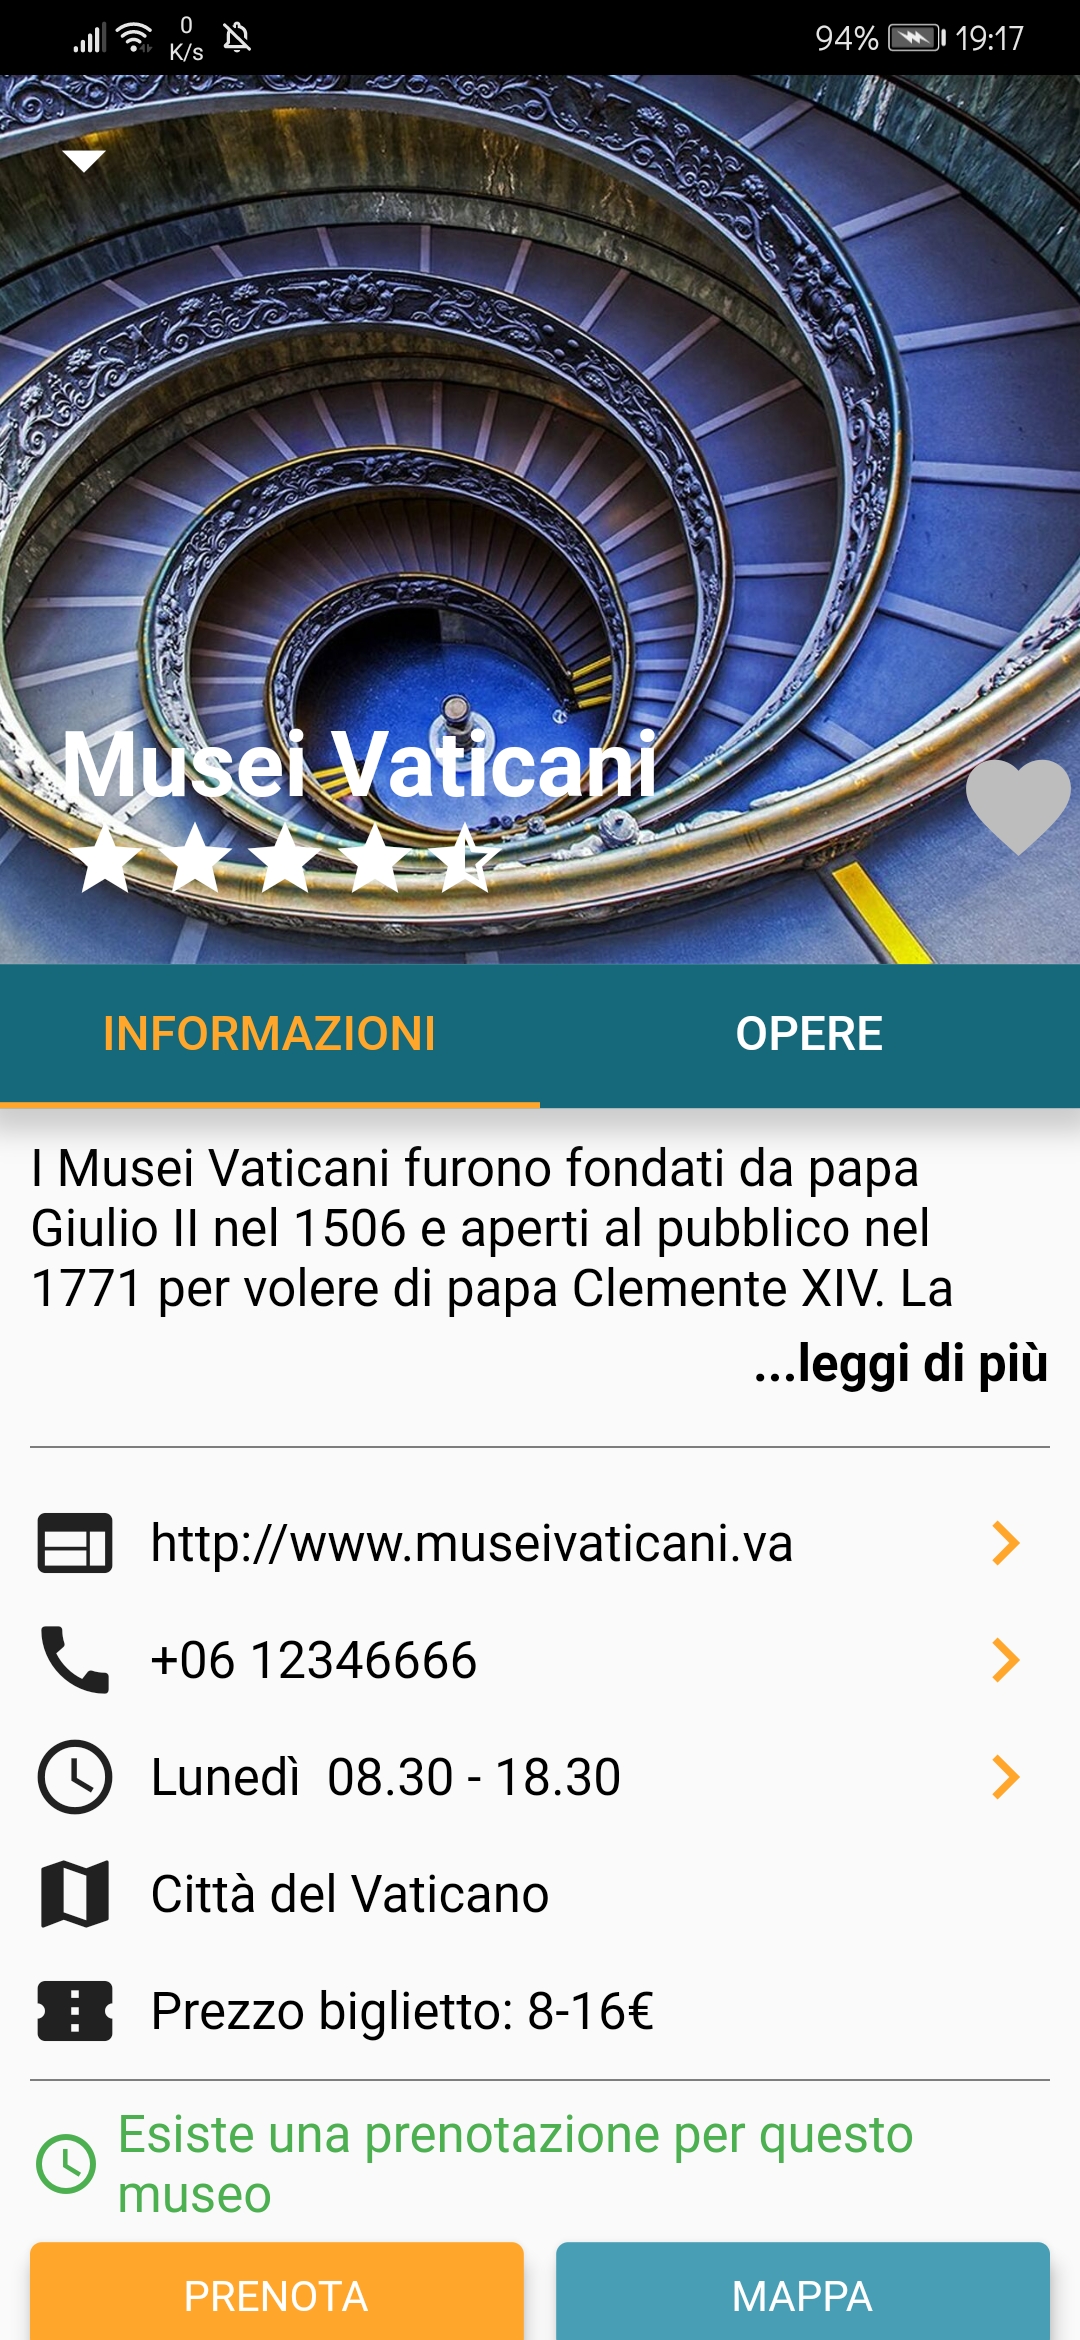 0
K/s
94%
19:17
Musei Vaticani
INFORMAZIONI
OPERE
I Musei Vaticani furono fondati da papa
Giulio II nel 1506 e aperti al pubblico nel
1771 per volere di papa Clemente XIV. La
...leggi di più
http://www.museivaticani.va
+06 12346666
Lunedì  08.30 - 18.30
Città del Vaticano
Prezzo biglietto: 8-16€
Esiste una prenotazione per questo
museo
PRENOTA
MAPPA